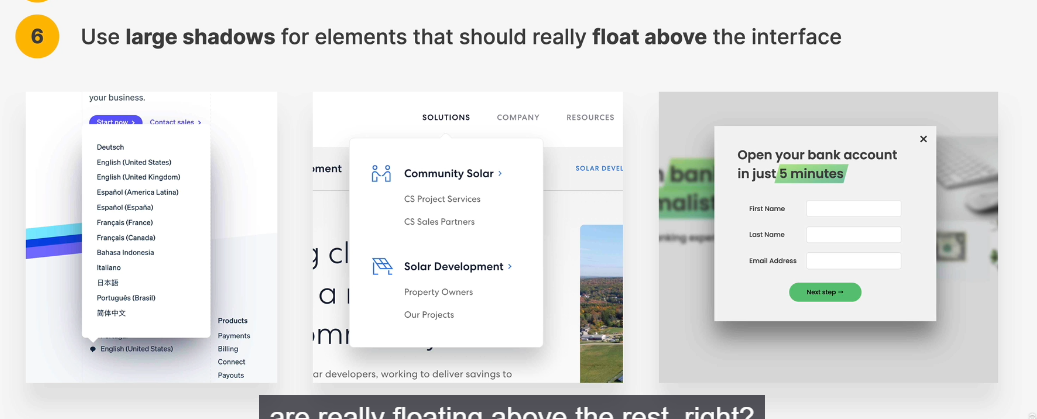 6 Use large shadows for elements that should really float above the interface
your business.
Start now > Contact sales >
Deutsch
English (United States)
English (United Kingdom)
Español (America Latina)
Español (España)
Français (France)
Français (Canada)
Bahasa Indonesia
Italiano
日本語
Português (Brasil)
简体中文
English (United States)
Products
Payments
Billing
Connect
Payouts
SOLUTIONS COMPANY RESOURCES
SOLAR DEVEL
Community Solar >
CS Project Services
CS Sales Partners
Solar Development >
Property Owners
Our Projects
ar developers, working to deliver savings to
×
Open your bank account
in just 5 minutes
First Name
Last Name
Email Address
Next step →
are really floating above the rest, right?